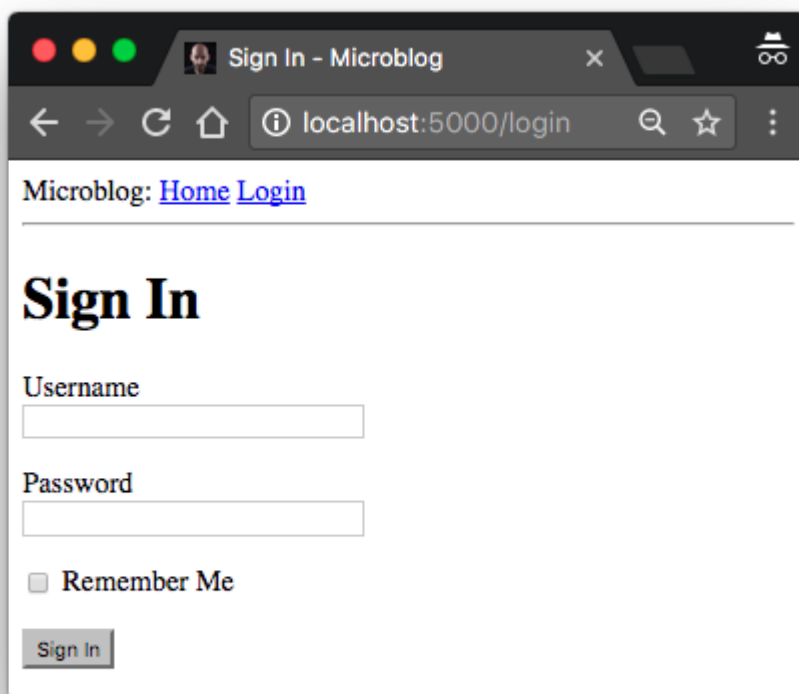 Sign In - Microblog
localhost:5000/login
Microblog: Home Login
Sign In
Username
Password
Remember Me
Sign In